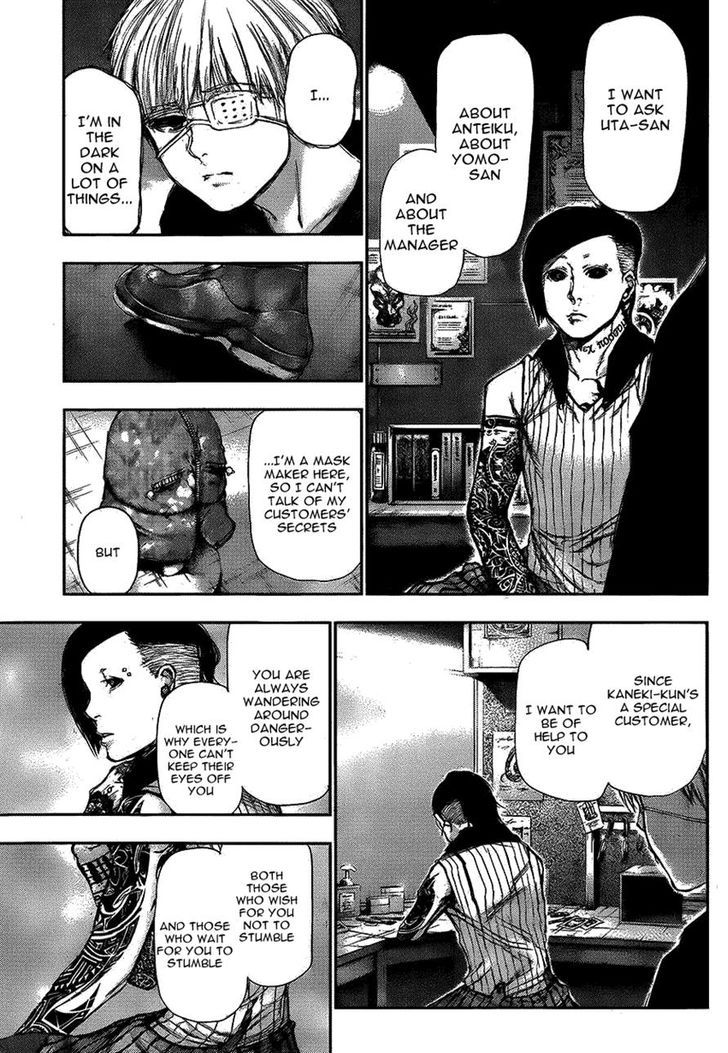 I WANT
TO ASK
UTA-SAN
ABOUT
ANTEIKU,
ABOUT
YOMO-
SAN
AND
ABOUT
THE
MANAGER
I...
I'M IN
THE
DARK
ON A
LOT OF
THINGS...
...I'M A MASK
MAKER HERE,
SO I CAN'T
TALK OF MY
CUSTOMERS'
SECRETS
BUT
SINCE
KANEKI-KUN'S
A SPECIAL
CUSTOMER,
I WANT TO
BE OF
HELP TO
YOU
YOU ARE
ALWAYS
WANDERING
AROUND
DANGER-
OUSLY
WHICH IS
WHY EVERY-
ONE CAN'T
KEEP THEIR
EYES OFF
YOU
BOTH
THOSE
WHO WISH
FOR YOU
NOT TO
STUMBLE
AND THOSE
WHO WAIT
FOR YOU TO
STUMBLE